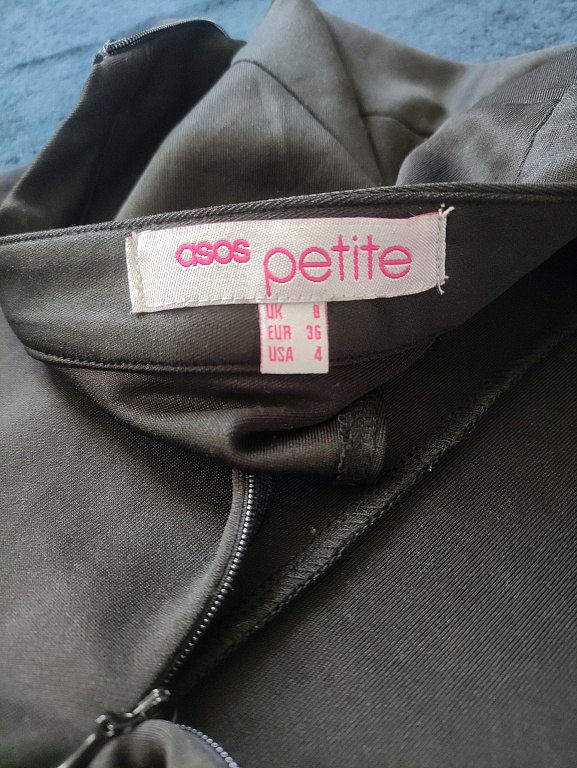 asos petite
UK 8
EUR 36
USA 4